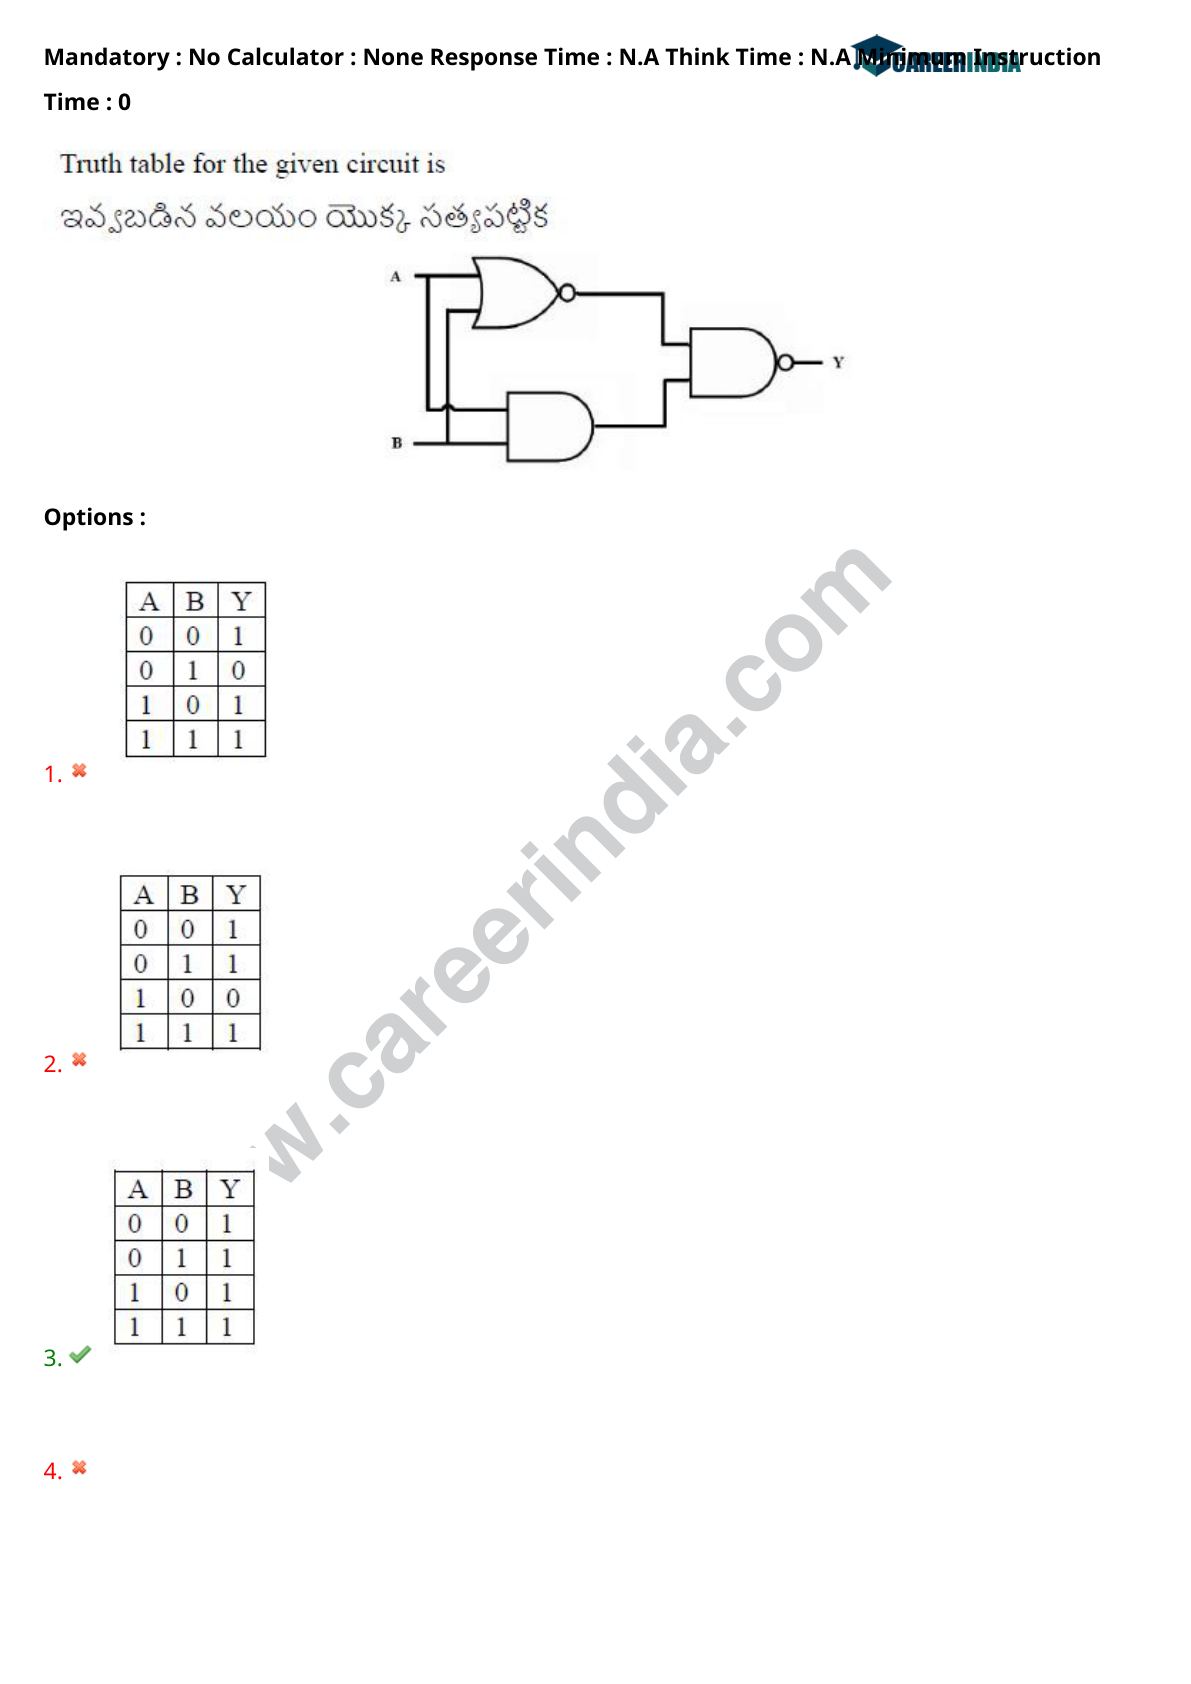 Mandatory : No Calculator : None Response Time : N.A Think Time : N.A Minimum Instruction
CAREERINDIA
Time : 0
Truth table for the given circuit is
ఇవ్వబడిన వలయం యొక్క సత్యపట్టిక
A
Y
B
Options :
A B Y
0 0 1
0 1 0
1 0 1
1 1 1
1.
A B Y
0 0 1
0 1 1
1 0 0
1 1 1
2.
A B Y
0 0 1
0 1 1
1 0 1
1 1 1
3.
4.
w.careerindia.com